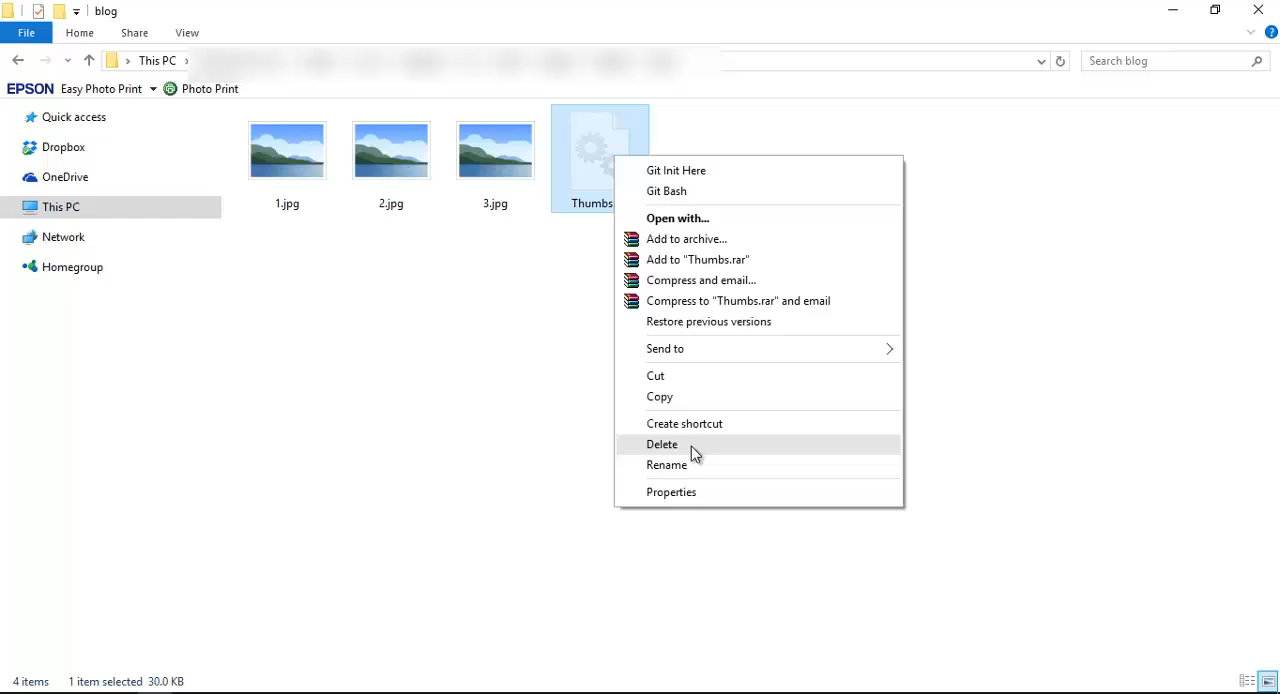 blog
File Home Share View
This PC
Search blog
EPSON Easy Photo Print Photo Print
Quick access
Dropbox
OneDrive
This PC
Network
Homegroup
1.jpg 2.jpg 3.jpg Thumbs
Git Init Here
Git Bash
Open with...
Add to archive...
Add to "Thumbs.rar"
Compress and email...
Compress to "Thumbs.rar" and email
Restore previous versions
Send to
Cut
Copy
Create shortcut
Delete
Rename
Properties
4 items 1 item selected 30.0 KB